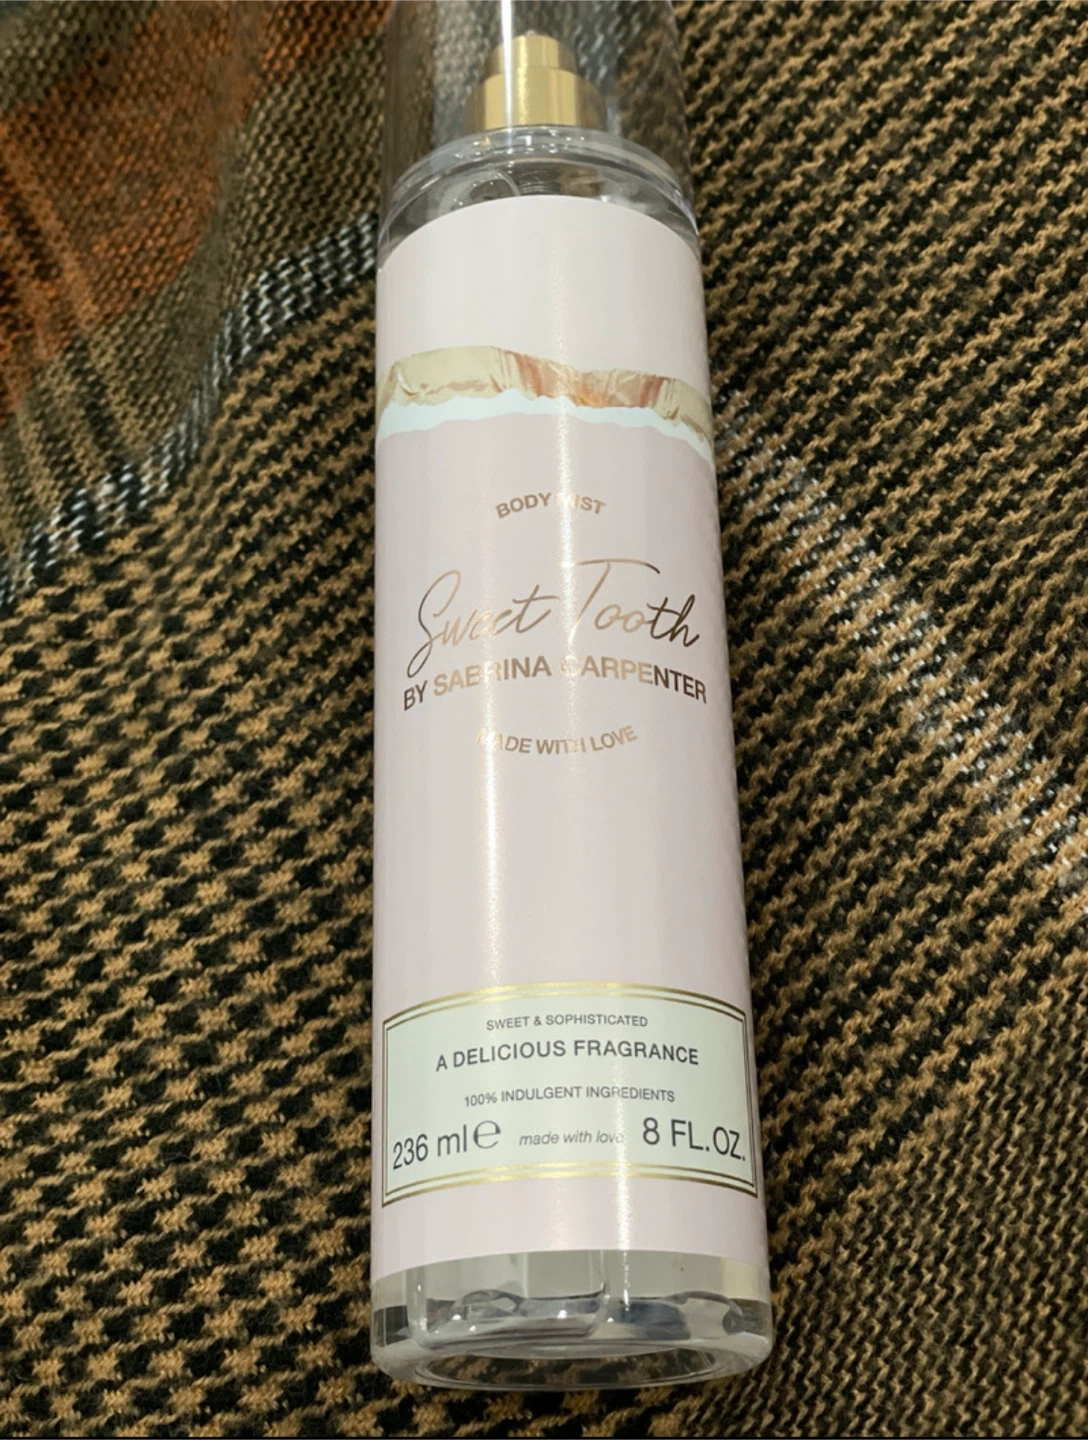 BODY MIST
Sweet Tooth
BY SABRINA CARPENTER
MADE WITH LOVE
SWEET & SOPHISTICATED
A DELICIOUS FRAGRANCE
100% INDULGENT INGREDIENTS
236 ml℮ made with love 8 FL.OZ.